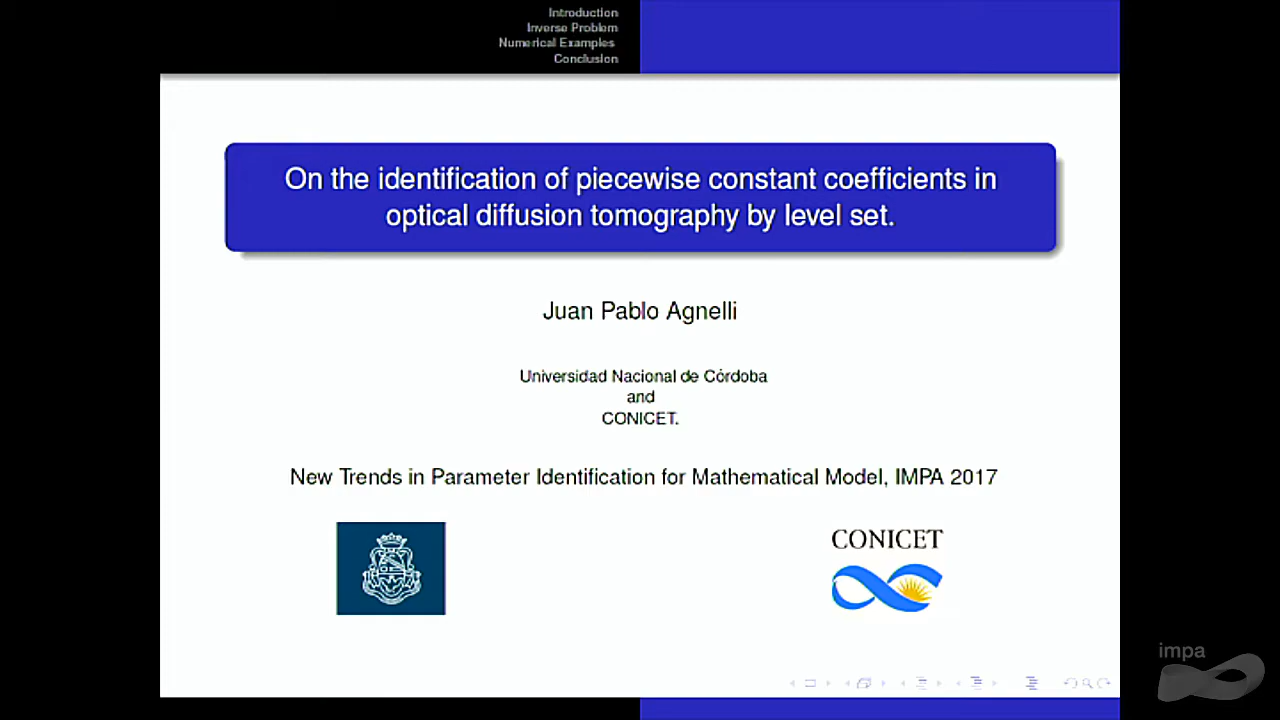 Introduction
Inverse Problem
Numerical Examples
Conclusion
On the identification of piecewise constant coefficients in
optical diffusion tomography by level set.
Juan Pablo Agnelli
Universidad Nacional de Córdoba
and
CONICET.
New Trends in Parameter Identification for Mathematical Model, IMPA 2017
CONICET
impa